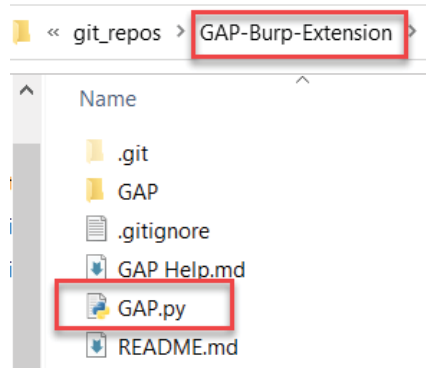 « git_repos > GAP-Burp-Extension >
Name
.git
GAP
.gitignore
GAP Help.md
GAP.py
README.md